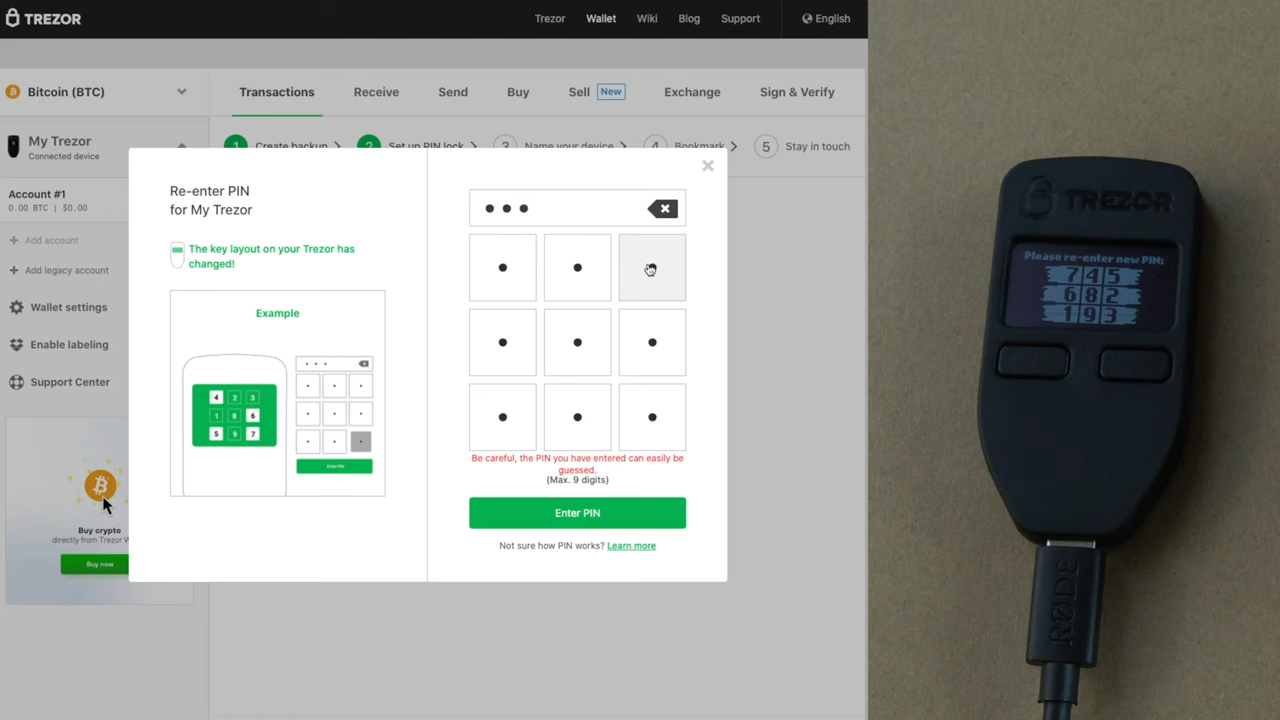 TREZOR
Trezor Wallet Wiki Blog Support English
Bitcoin (BTC)
Transactions Receive Send Buy Sell New Exchange Sign & Verify
My Trezor
Connected device
1 Create backup 2 Set up PIN lock 3 Name your device 4 Bookmark 5 Stay in touch
Account #1
0.00 BTC | $0.00
Add account
Add legacy account
Wallet settings
Enable labeling
Support Center
Buy crypto
directly from Trezor W
Buy now
Re-enter PIN
for My Trezor
The key layout on your Trezor has
changed!
Example
4 2 3
1 8 6
5 9 7
Enter PIN
Be careful, the PIN you have entered can easily be
guessed.
(Max. 9 digits)
Enter PIN
Not sure how PIN works? Learn more
TREZOR
Please re-enter new PIN:
7 4 5
6 8 2
1 9 3
RØDE